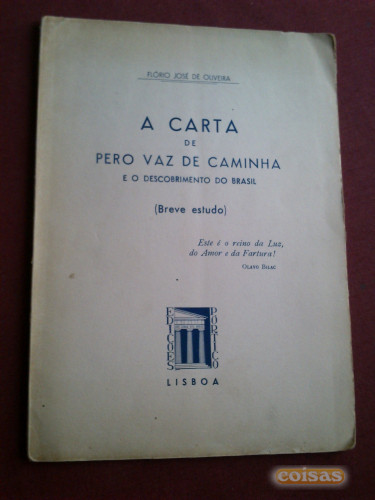 FLÓRIO JOSÉ DE OLIVEIRA
A CARTA
DE
PERO VAZ DE CAMINHA
E O DESCOBRIMENTO DO BRASIL
(Breve estudo)
Este é o reino da Luz,
do Amor e da Fartura!
OLAVO BILAC
EDIÇÕES
PÓRTICO
LISBOA
coisas